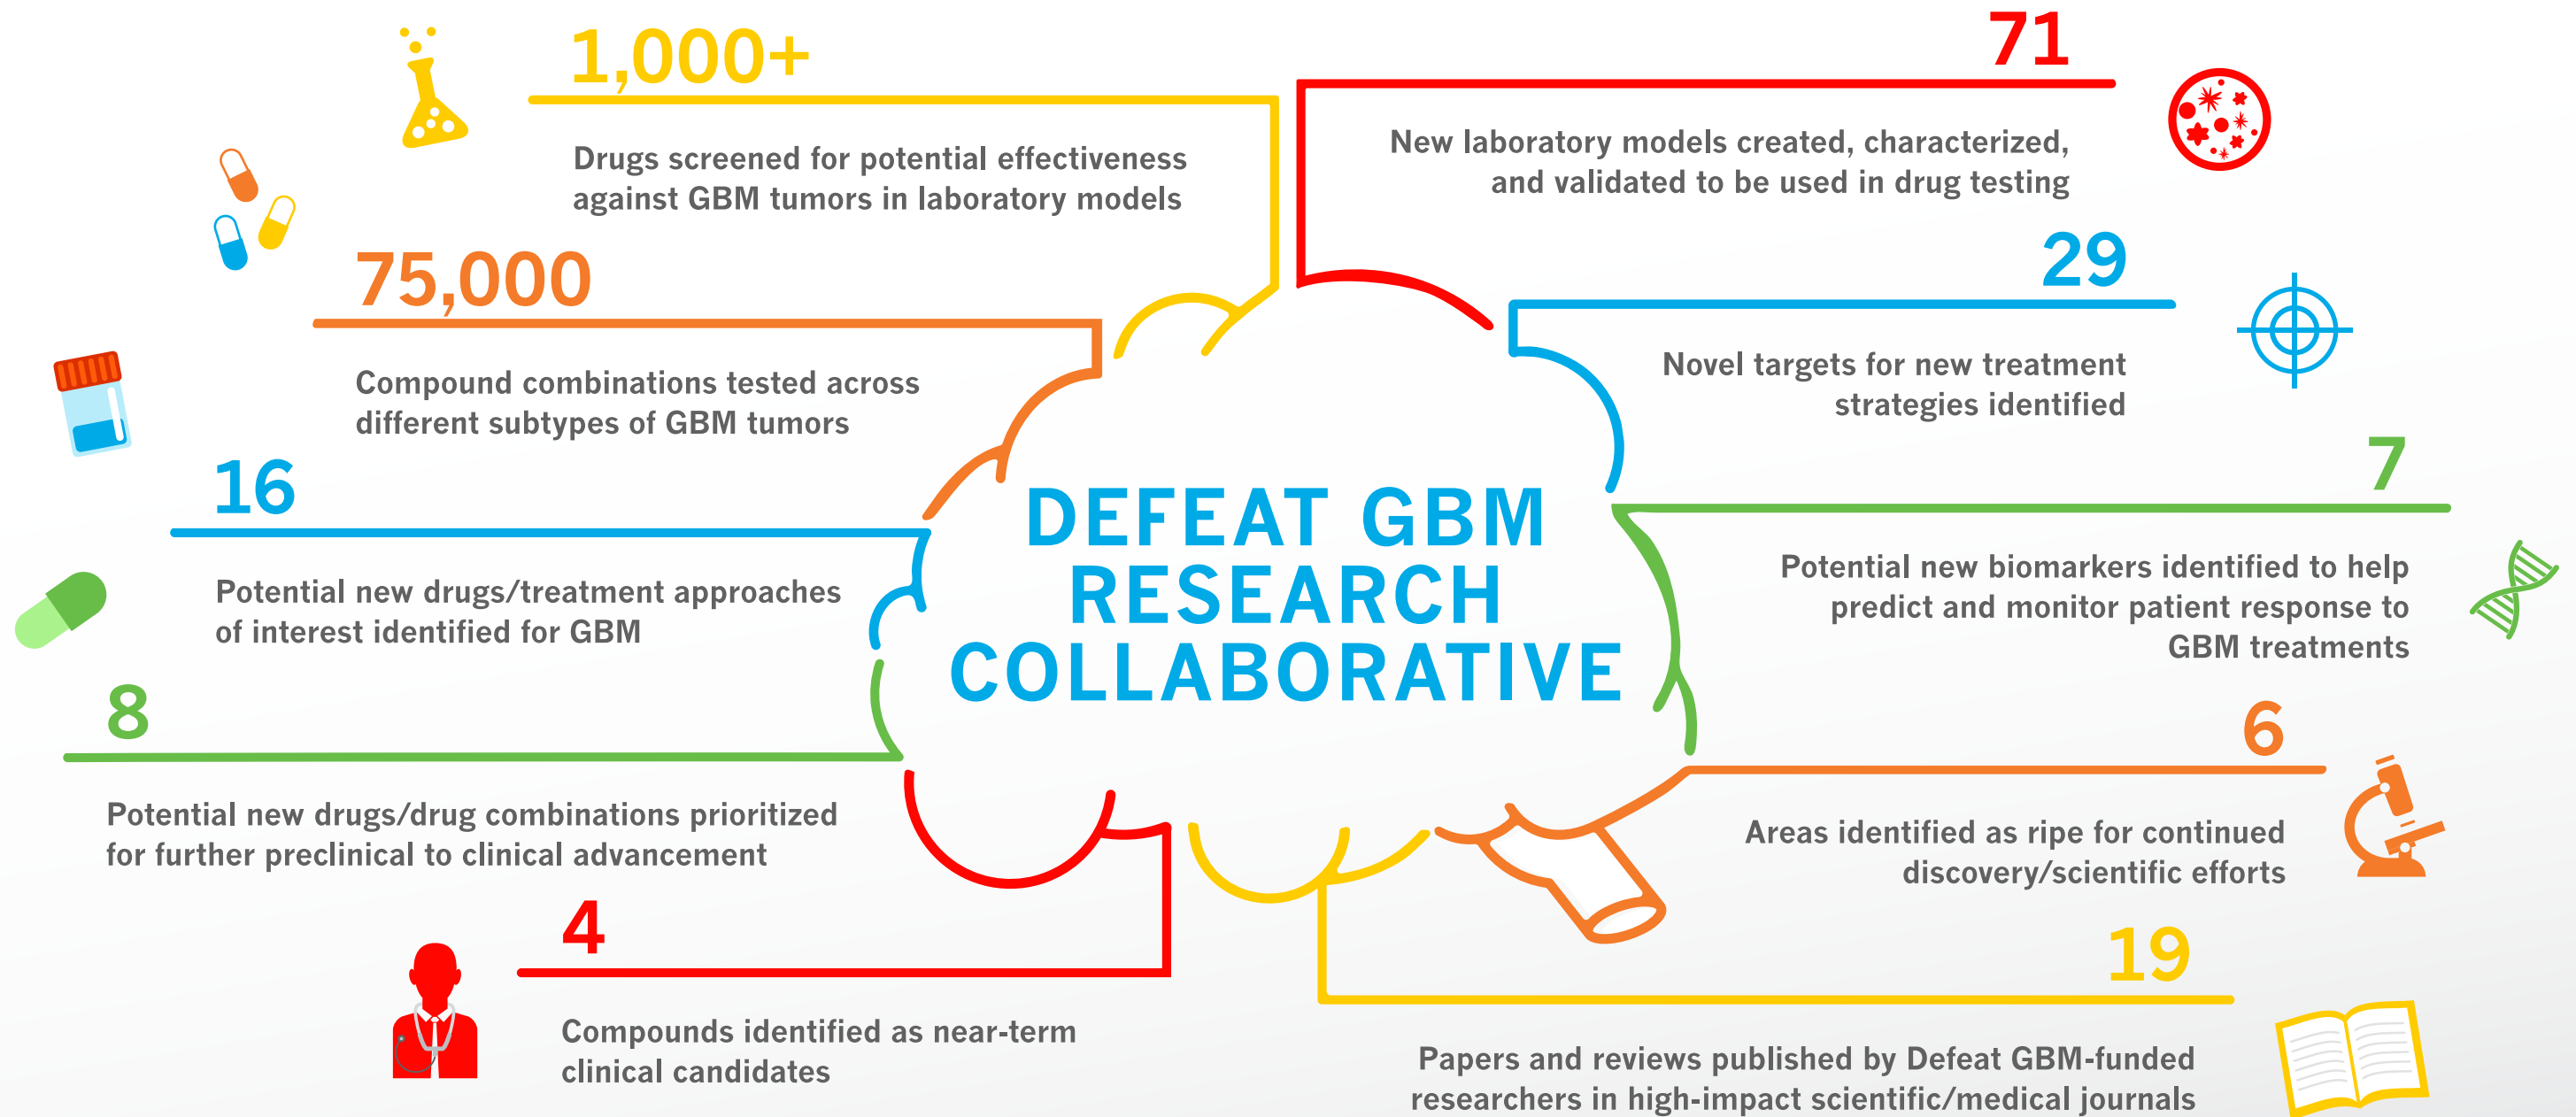 1,000+
Drugs screened for potential effectiveness
against GBM tumors in laboratory models
75,000
Compound combinations tested across
different subtypes of GBM tumors
16
Potential new drugs/treatment approaches
of interest identified for GBM
8
Potential new drugs/drug combinations prioritized
for further preclinical to clinical advancement
4
Compounds identified as near-term
clinical candidates
DEFEAT GBM
RESEARCH
COLLABORATIVE
71
New laboratory models created, characterized,
and validated to be used in drug testing
29
Novel targets for new treatment
strategies identified
7
Potential new biomarkers identified to help
predict and monitor patient response to
GBM treatments
6
Areas identified as ripe for continued
discovery/scientific efforts
19
Papers and reviews published by Defeat GBM-funded
researchers in high-impact scientific/medical journals